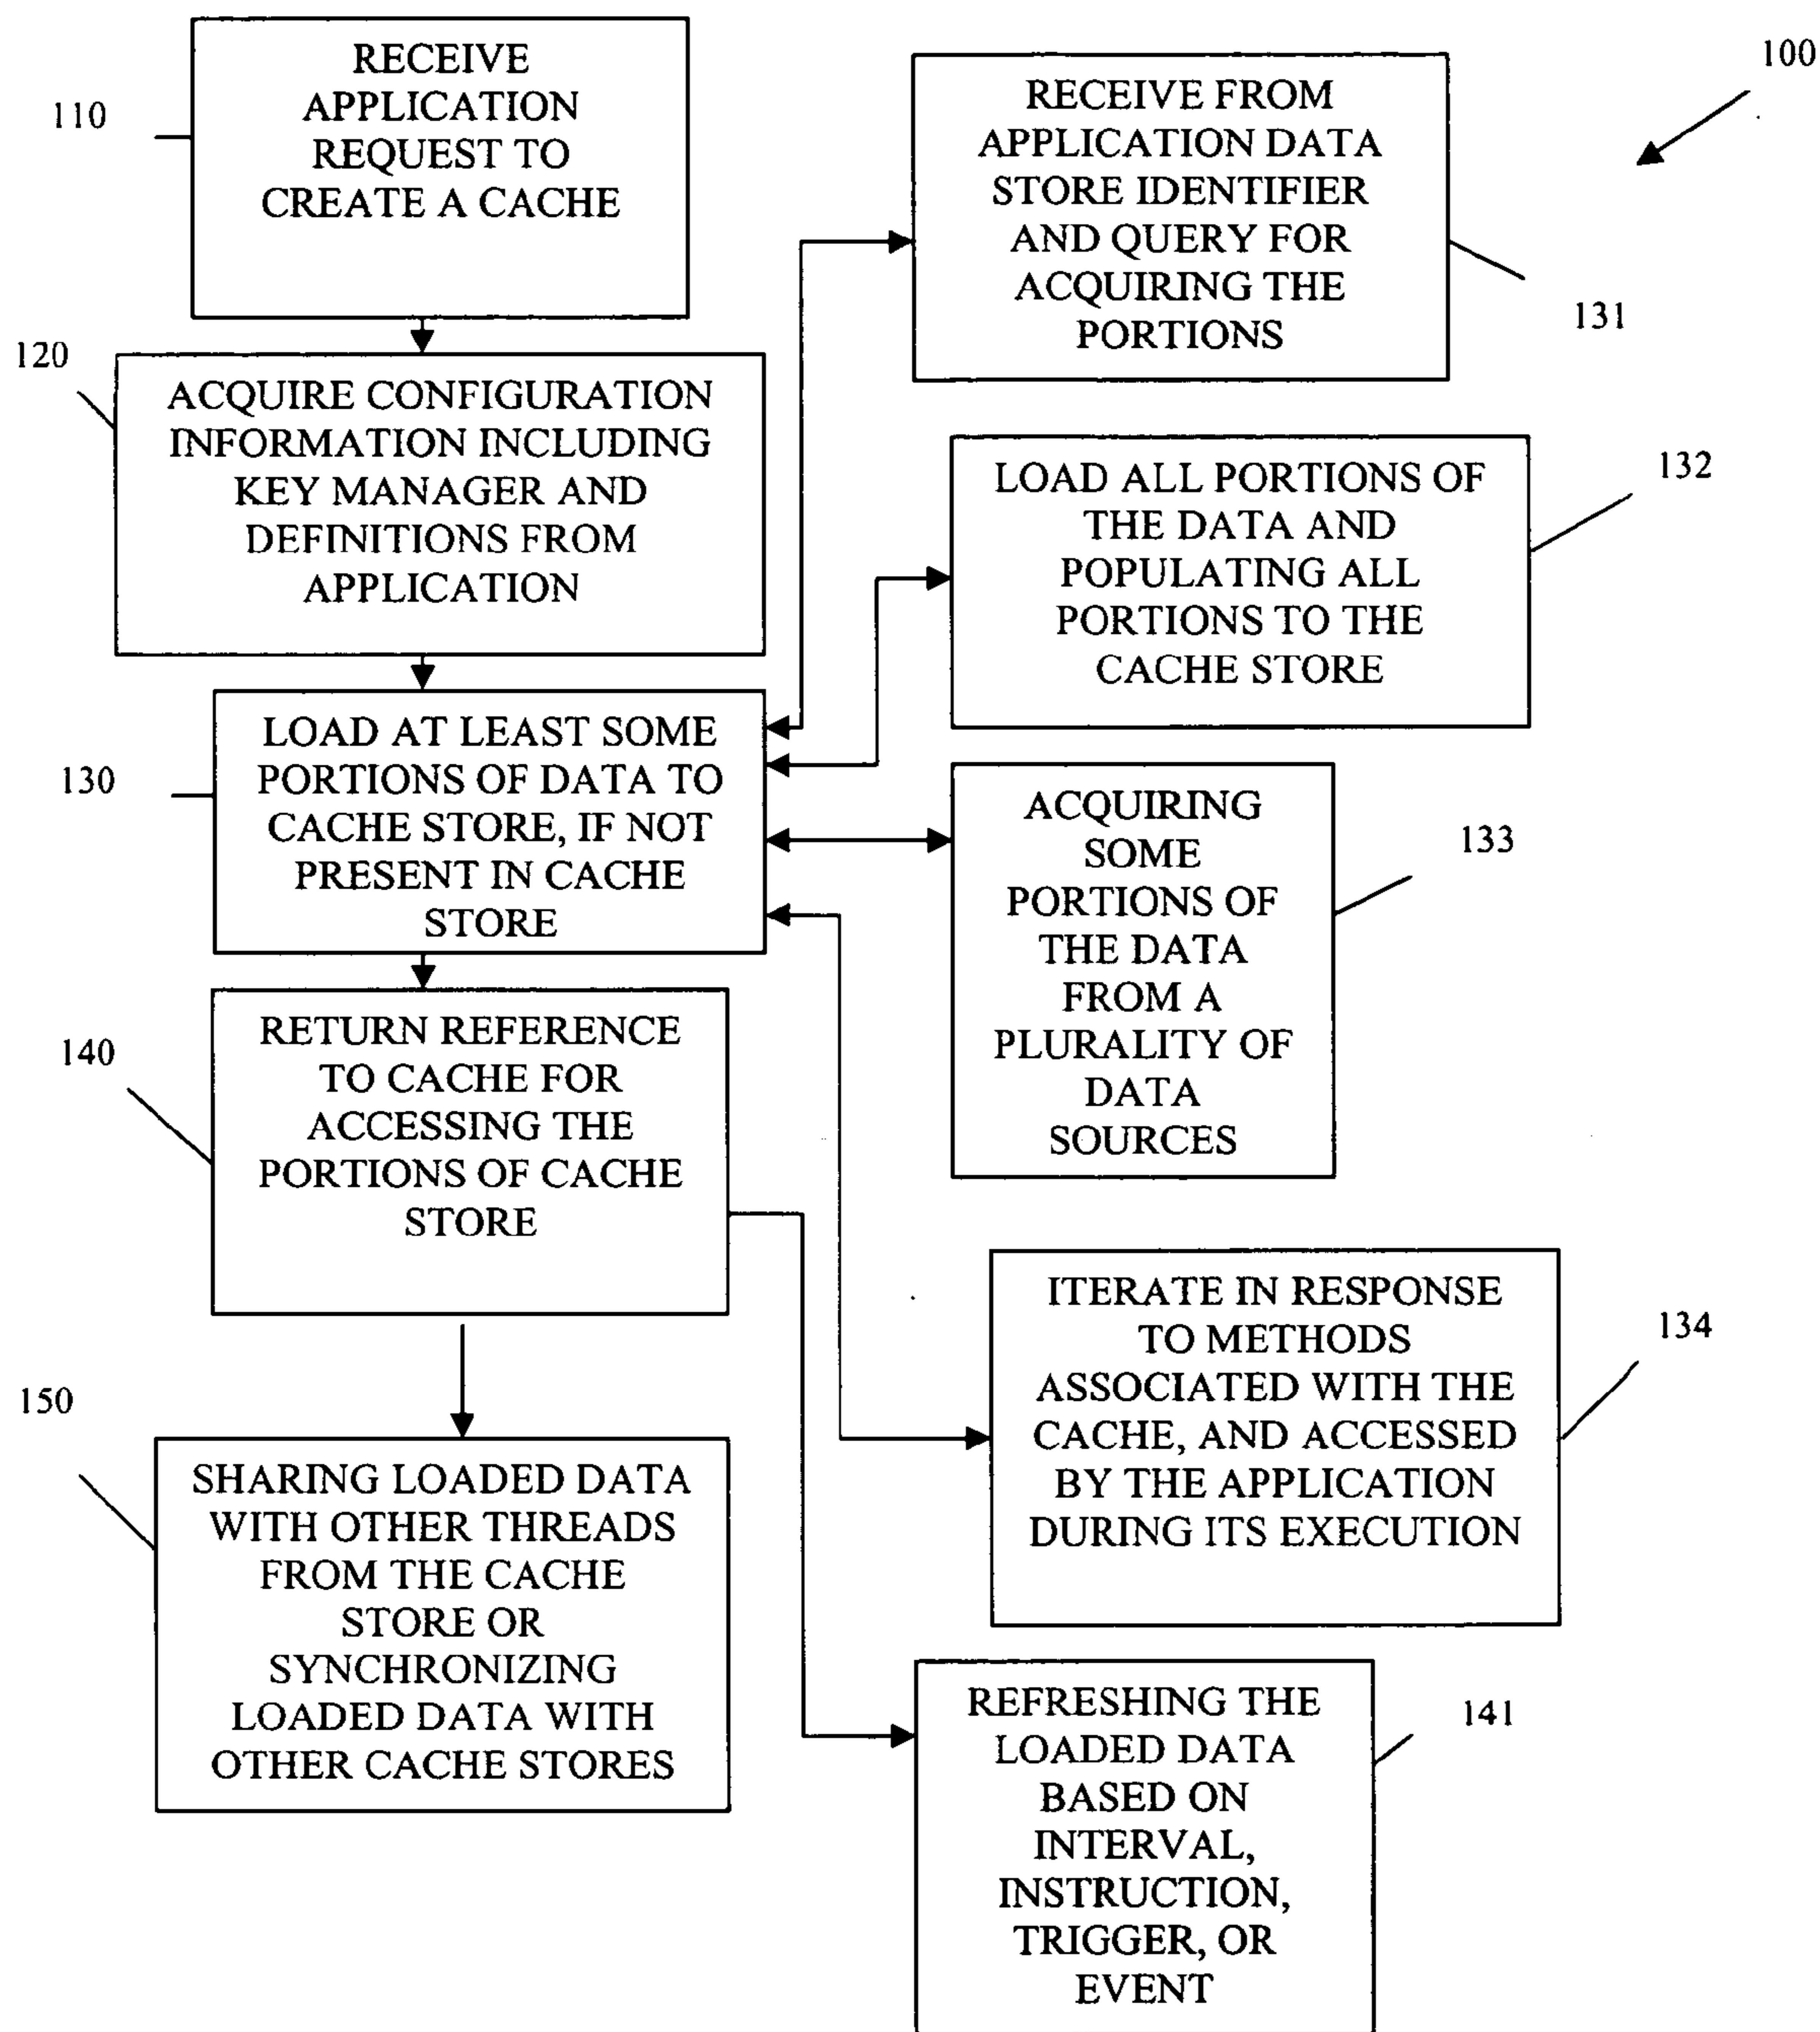 100
110
RECEIVE
APPLICATION
REQUEST TO
CREATE A CACHE
120
ACQUIRE CONFIGURATION
INFORMATION INCLUDING
KEY MANAGER AND
DEFINITIONS FROM
APPLICATION
130
LOAD AT LEAST SOME
PORTIONS OF DATA TO
CACHE STORE, IF NOT
PRESENT IN CACHE
STORE
140
RETURN REFERENCE
TO CACHE FOR
ACCESSING THE
PORTIONS OF CACHE
STORE
150
SHARING LOADED DATA
WITH OTHER THREADS
FROM THE CACHE
STORE OR
SYNCHRONIZING
LOADED DATA WITH
OTHER CACHE STORES
RECEIVE FROM
APPLICATION DATA
STORE IDENTIFIER
AND QUERY FOR
ACQUIRING THE
PORTIONS
131
LOAD ALL PORTIONS OF
THE DATA AND
POPULATING ALL
PORTIONS TO THE
CACHE STORE
132
ACQUIRING
SOME
PORTIONS OF
THE DATA
FROM A
PLURALITY OF
DATA
SOURCES
133
ITERATE IN RESPONSE
TO METHODS
ASSOCIATED WITH THE
CACHE, AND ACCESSED
BY THE APPLICATION
DURING ITS EXECUTION
134
REFRESHING THE
LOADED DATA
BASED ON
INTERVAL,
INSTRUCTION,
TRIGGER, OR
EVENT
141